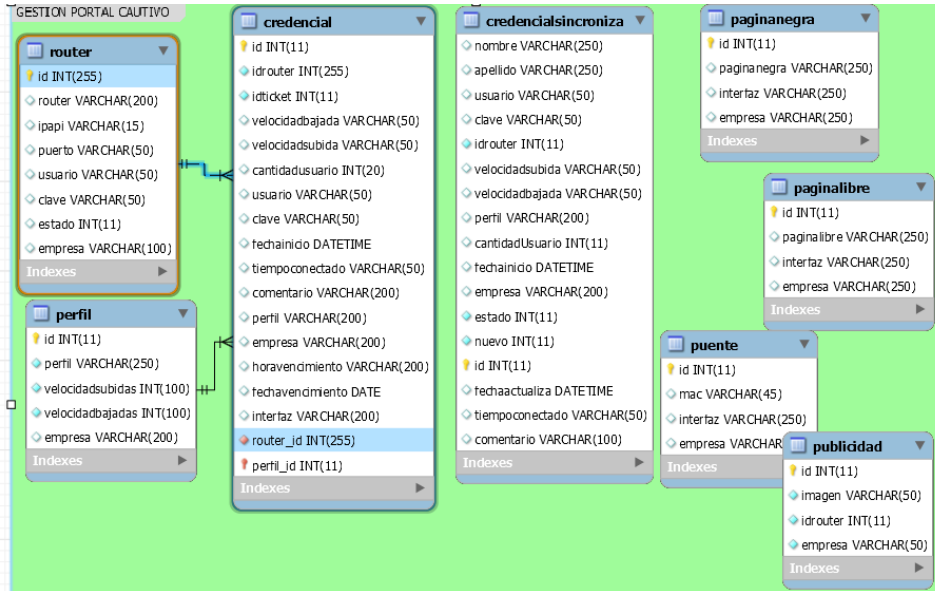 GESTION PORTAL CAUTIVO
router
id INT(255)
router VARCHAR(200)
ipapi VARCHAR(15)
puerto VARCHAR(50)
usuario VARCHAR(50)
clave VARCHAR(50)
estado INT(11)
empresa VARCHAR(100)
Indexes
perfil
id INT(11)
perfil VARCHAR(250)
velocidadsubidas INT(100)
velocidadbajadas INT(100)
empresa VARCHAR(200)
Indexes
credencial
id INT(11)
idrouter INT(255)
idticket INT(11)
velocidadbajada VARCHAR(50)
velocidadsubida VARCHAR(50)
cantidadusuario INT(20)
usuario VARCHAR(50)
clave VARCHAR(50)
fechainicio DATETIME
tiempoconectado VARCHAR(50)
comentario VARCHAR(200)
perfil VARCHAR(200)
empresa VARCHAR(200)
horavencimiento VARCHAR(200)
fechavencimiento DATE
interfaz VARCHAR(200)
router_id INT(255)
perfil_id INT(11)
Indexes
credencialsincroniza
nombre VARCHAR(250)
apellido VARCHAR(250)
usuario VARCHAR(50)
clave VARCHAR(50)
idrouter INT(11)
velocidadsubida VARCHAR(50)
velocidadbajada VARCHAR(50)
perfil VARCHAR(200)
cantidadUsuario INT(11)
fechainicio DATETIME
empresa VARCHAR(200)
estado INT(11)
nuevo INT(11)
id INT(11)
fechaactualiza DATETIME
tiempoconectado VARCHAR(50)
comentario VARCHAR(100)
Indexes
paginanegra
id INT(11)
paginanegra VARCHAR(250)
interfaz VARCHAR(250)
empresa VARCHAR(250)
Indexes
paginalibre
id INT(11)
paginalibre VARCHAR(250)
interfaz VARCHAR(250)
empresa VARCHAR(250)
Indexes
puente
id INT(11)
mac VARCHAR(45)
interfaz VARCHAR(250)
empresa VARCHAR
Indexes
publicidad
id INT(11)
imagen VARCHAR(50)
idrouter INT(11)
empresa VARCHAR(50)
Indexes